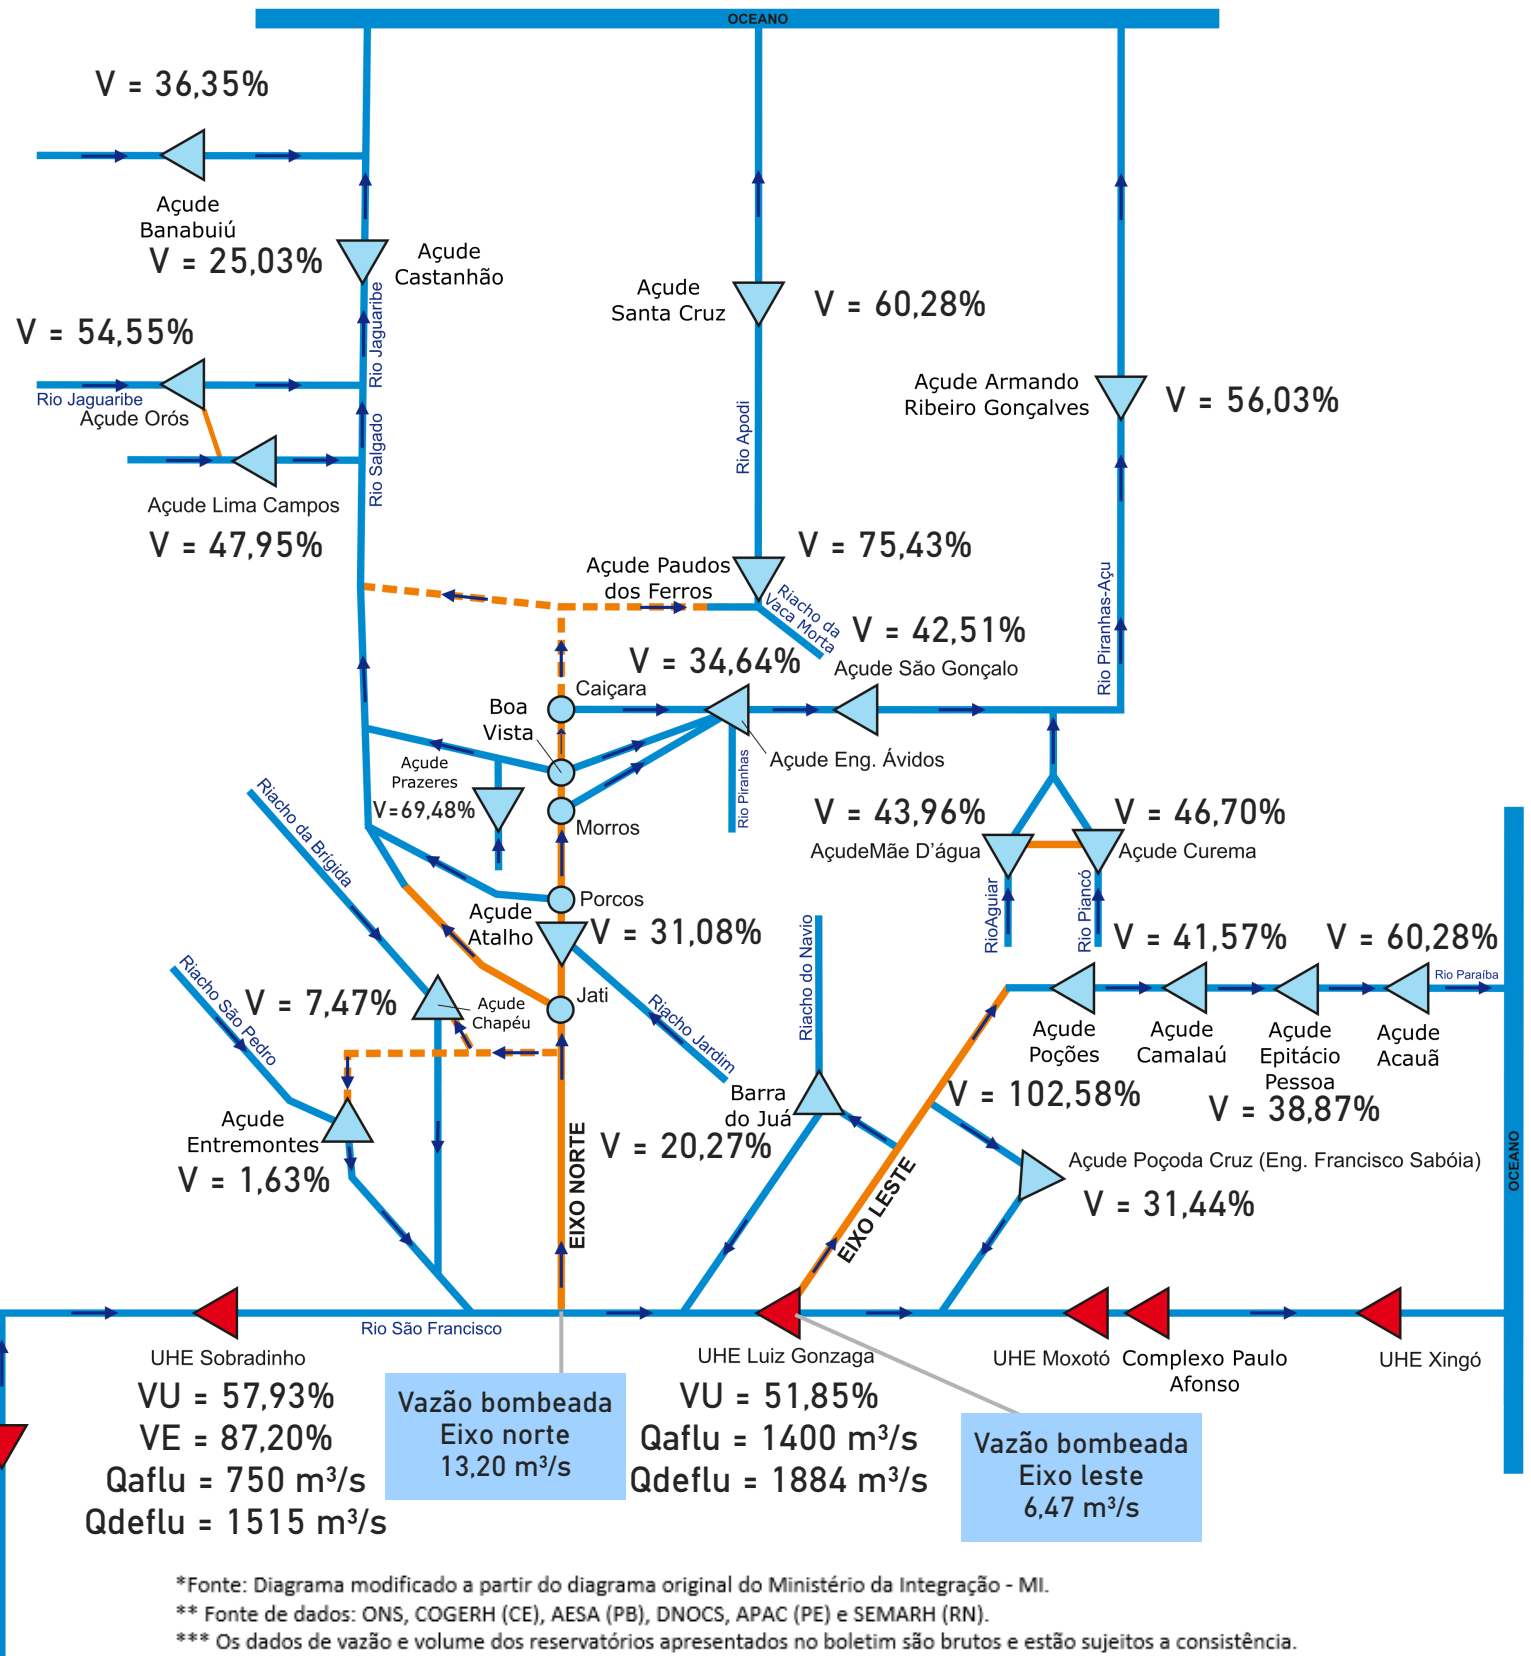 OCEANO
V = 36,35%
Açude
Banabuiú
V = 25,03%
Açude
Castanhão
Rio Jaguaribe
V = 54,55%
Rio Jaguaribe
Açude Orós
Rio Salgado
Açude Lima Campos
V = 47,95%
Açude
Santa Cruz
V = 60,28%
Rio Apodi
Açude Armando
Ribeiro Gonçalves
V = 56,03%
Açude Paudos
dos Ferros
V = 75,43%
Riacho da
Vaca Morta
V = 42,51%
Açude São Gonçalo
Rio Piranhas-Açu
V = 34,64%
Caiçara
Boa
Vista
Açude Eng. Ávidos
Rio Piranhas
Açude
Prazeres
V=69,48%
Morros
Riacho da Brígida
V = 43,96%
AçudeMãe D'água
V = 46,70%
Açude Curema
RioAguiar
Rio Piancó
Porcos
Açude
Atalho
V = 31,08%
Riacho São Pedro
V = 7,47%
Açude
Chapéu
Jati
Riacho Jardim
Riacho do Navio
V = 41,57%
V = 60,28%
Rio Paraíba
Açude
Poções
Açude
Camalaú
Açude
Epitácio
Pessoa
Açude
Acauã
V = 102,58%
V = 38,87%
Barra
do Juá
V = 20,27%
Açude
Entremontes
V = 1,63%
EIXO NORTE
EIXO LESTE
Açude Poçoda Cruz (Eng. Francisco Sabóia)
V = 31,44%
OCEANO
Rio São Francisco
UHE Sobradinho
VU = 57,93%
VE = 87,20%
Qaflu = 750 m³/s
Qdeflu = 1515 m³/s
Vazão bombeada
Eixo norte
13,20 m³/s
UHE Luiz Gonzaga
VU = 51,85%
Qaflu = 1400 m³/s
Qdeflu = 1884 m³/s
Vazão bombeada
Eixo leste
6,47 m³/s
UHE Moxotó
Complexo Paulo
Afonso
UHE Xingó
*Fonte: Diagrama modificado a partir do diagrama original do Ministério da Integração - MI.
** Fonte de dados: ONS, COGERH (CE), AESA (PB), DNOCS, APAC (PE) e SEMARH (RN).
*** Os dados de vazão e volume dos reservatórios apresentados no boletim são brutos e estão sujeitos a consistência.